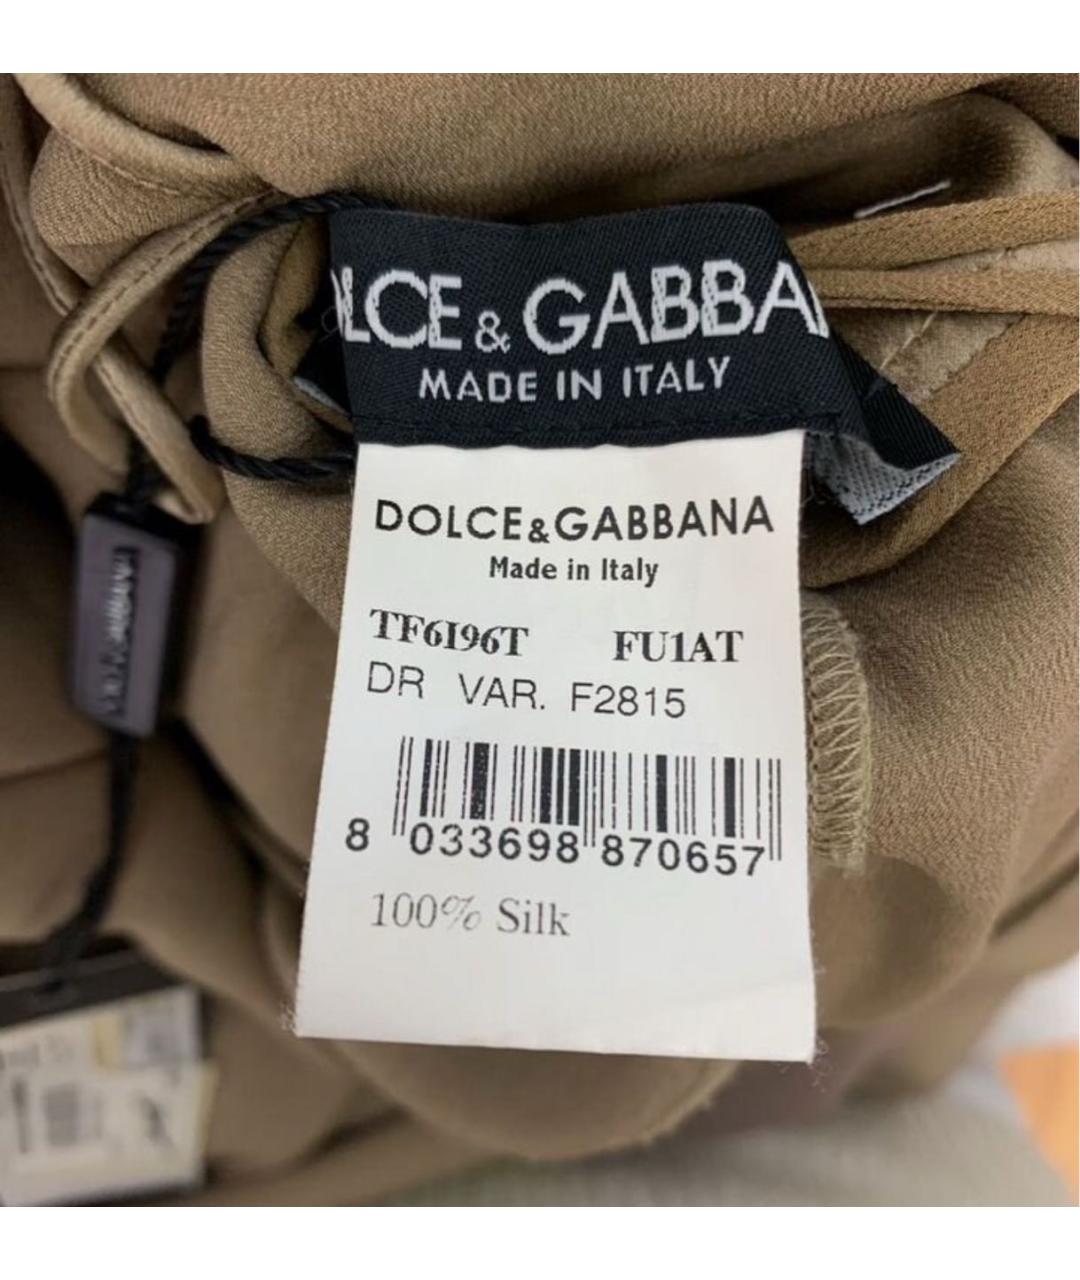 LCE & GABBA
MADE IN ITALY
DOLCE&GABBANA
Made in Italy
TF6I96T FU1AT
DR VAR. F2815
8 033698 870657
100% Silk